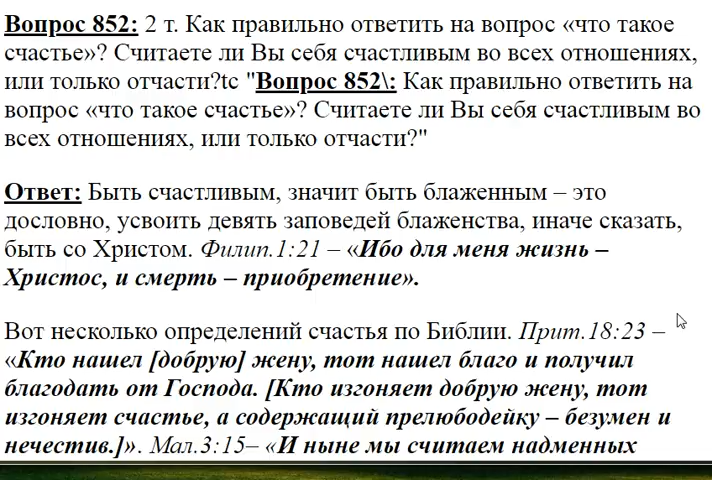 Вопрос 852: 2 т. Как правильно ответить на вопрос «что такое
счастье»? Считаете ли Вы себя счастливым во всех отношениях,
или только отчасти?tc "Вопрос 852\: Как правильно ответить на
вопрос «что такое счастье»? Считаете ли Вы себя счастливым во
всех отношениях, или только отчасти?"
Ответ: Быть счастливым, значит быть блаженным – это
дословно, усвоить девять заповедей блаженства, иначе сказать,
быть со Христом. Филип.1:21 – «Ибо для меня жизнь –
Христос, и смерть – приобретение».
Вот несколько определений счастья по Библии. Прит.18:23 –
«Кто нашел [добрую] жену, тот нашел благо и получил
благодать от Господа. [Кто изгоняет добрую жену, тот
изгоняет счастье, а содержащий прелюбодейку – безумен и
нечестив.]». Мал.3:15– «И ныне мы считаем надменных